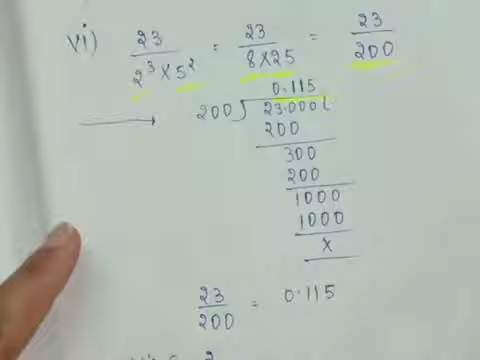 vi) 23/2³×5² = 23/8×25 = 23/200
0.115
200)23.000(
200
300
200
1000
1000
x
23/200 = 0.115